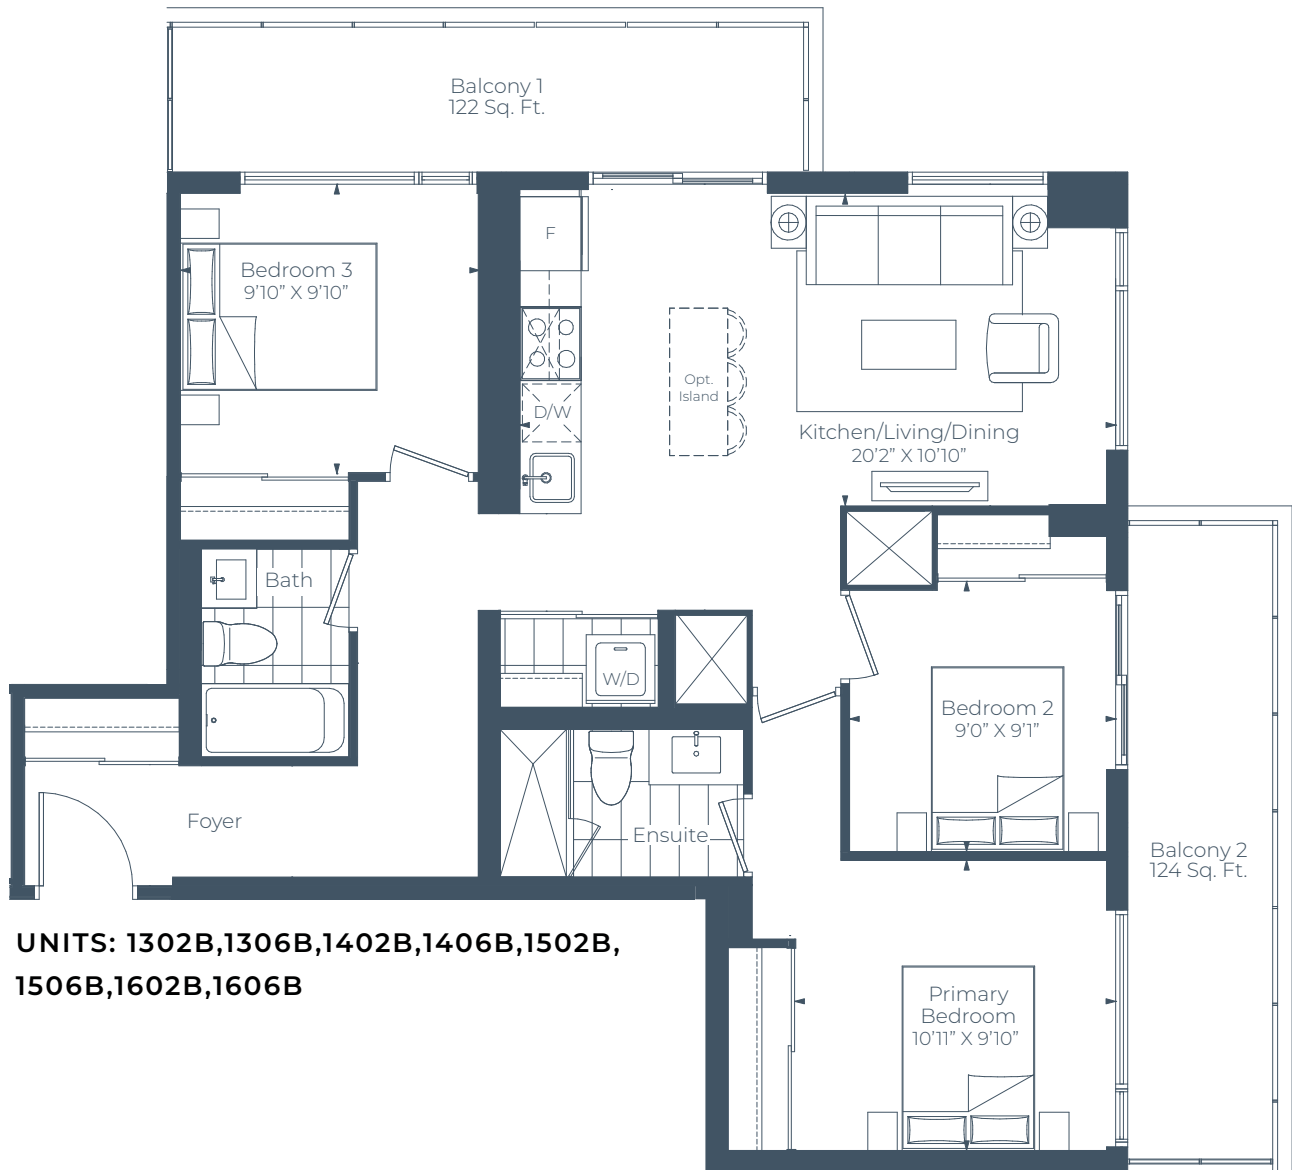 Balcony 1
122 Sq. Ft.
F
Bedroom 3
9’10” X 9’10”
Opt.
Island
D/W
Kitchen/Living/Dining
20’2” X 10’10”
Bath
W/D
Bedroom 2
9’0” X 9’1”
Foyer
Ensuite
Balcony 2
124 Sq. Ft.
UNITS: 1302B,1306B,1402B,1406B,1502B,
1506B,1602B,1606B
Primary
Bedroom
10’11” X 9’10”